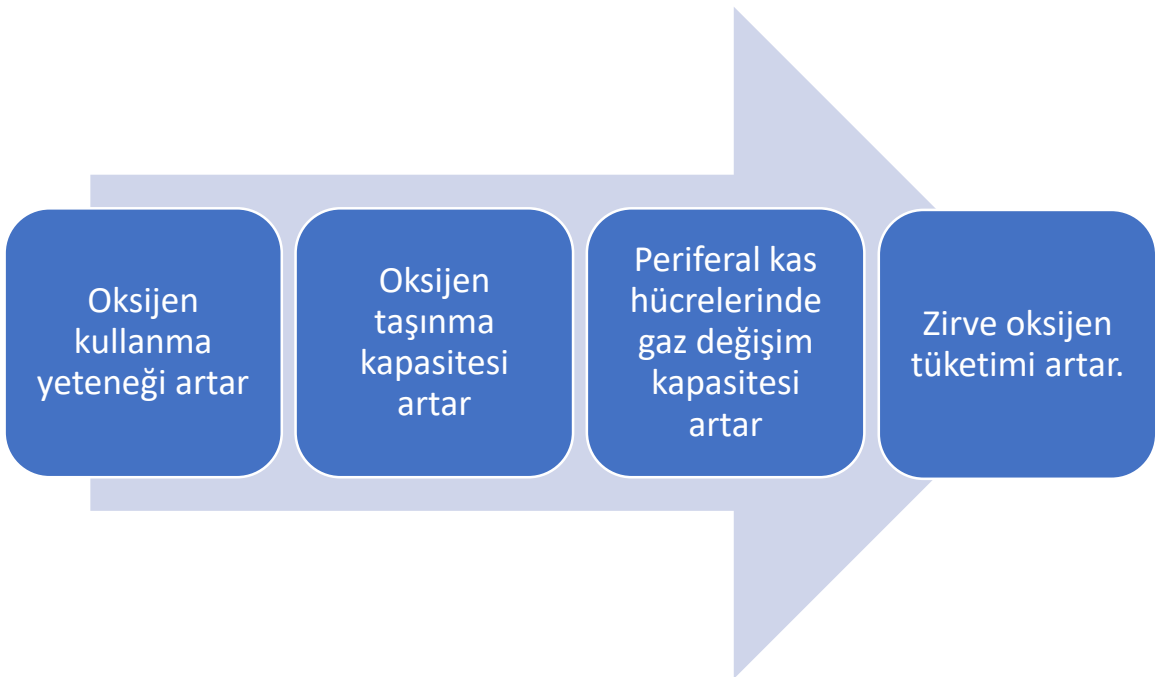 Oksijen
kullanma
yeteneği artar
Oksijen
taşınma
kapasitesi
artar
Periferal kas
hücrelerinde
gaz değişim
kapasitesi
artar
Zirve oksijen
tüketimi artar.